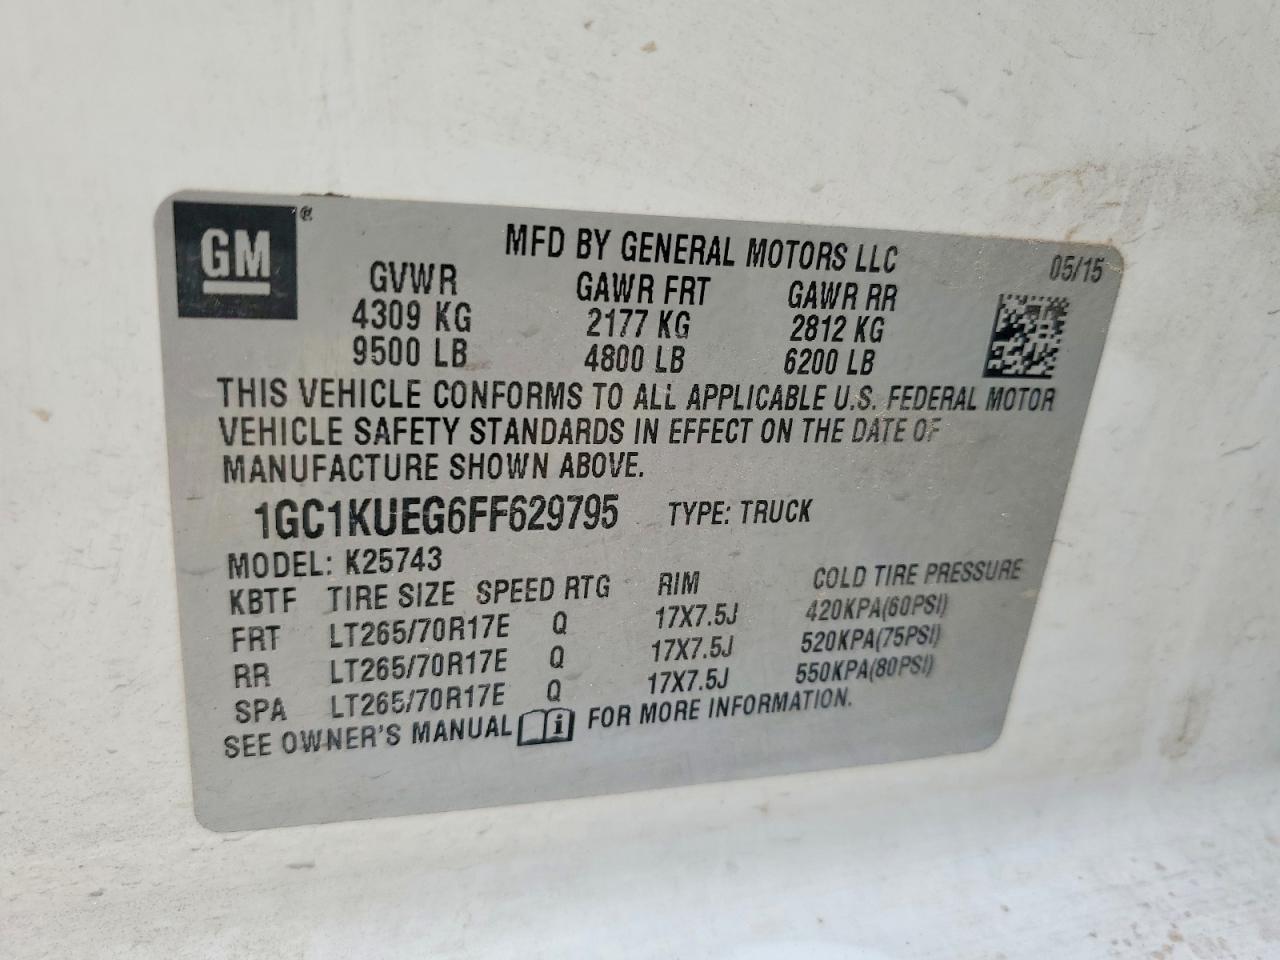 GM®
MFD BY GENERAL MOTORS LLC
05/15
GVWR GAWR FRT GAWR RR
4309 KG 2177 KG 2812 KG
9500 LB 4800 LB 6200 LB
THIS VEHICLE CONFORMS TO ALL APPLICABLE U.S. FEDERAL MOTOR
VEHICLE SAFETY STANDARDS IN EFFECT ON THE DATE OF
MANUFACTURE SHOWN ABOVE.
1GC1KUEG6FF629795 TYPE: TRUCK
MODEL: K25743
KBTF TIRE SIZE SPEED RTG RIM COLD TIRE PRESSURE
FRT LT265/70R17E Q 17X7.5J 420KPA(60PSI)
RR LT265/70R17E Q 17X7.5J 520KPA(75PSI)
SPA LT265/70R17E Q 17X7.5J 550KPA(80PSI)
SEE OWNER'S MANUAL i FOR MORE INFORMATION.